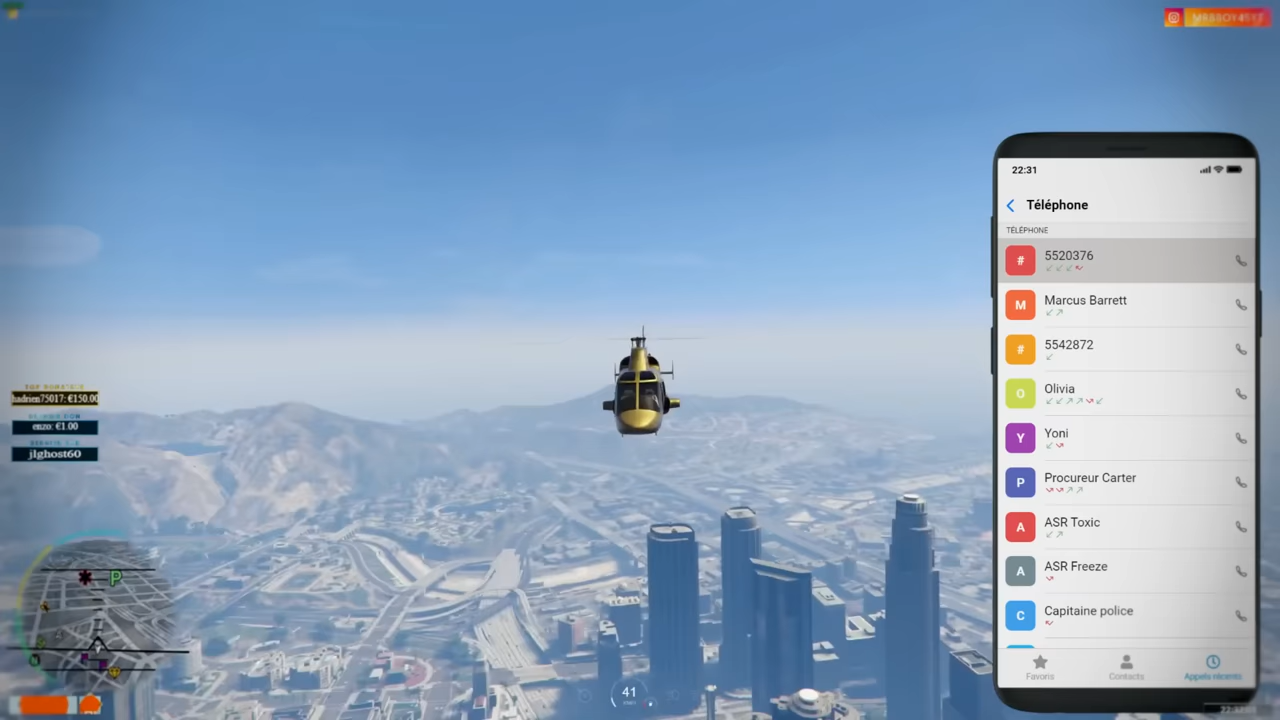 22:31
Téléphone
TÉLÉPHONE
# 5520376
M Marcus Barrett
# 5542872
O Olivia
Y Yoni
P Procureur Carter
A ASR Toxic
A ASR Freeze
C Capitaine police
Favoris Contacts Appels récents
hadrien75017: €150.00
enzo: €1.00
jlghost60
P
41